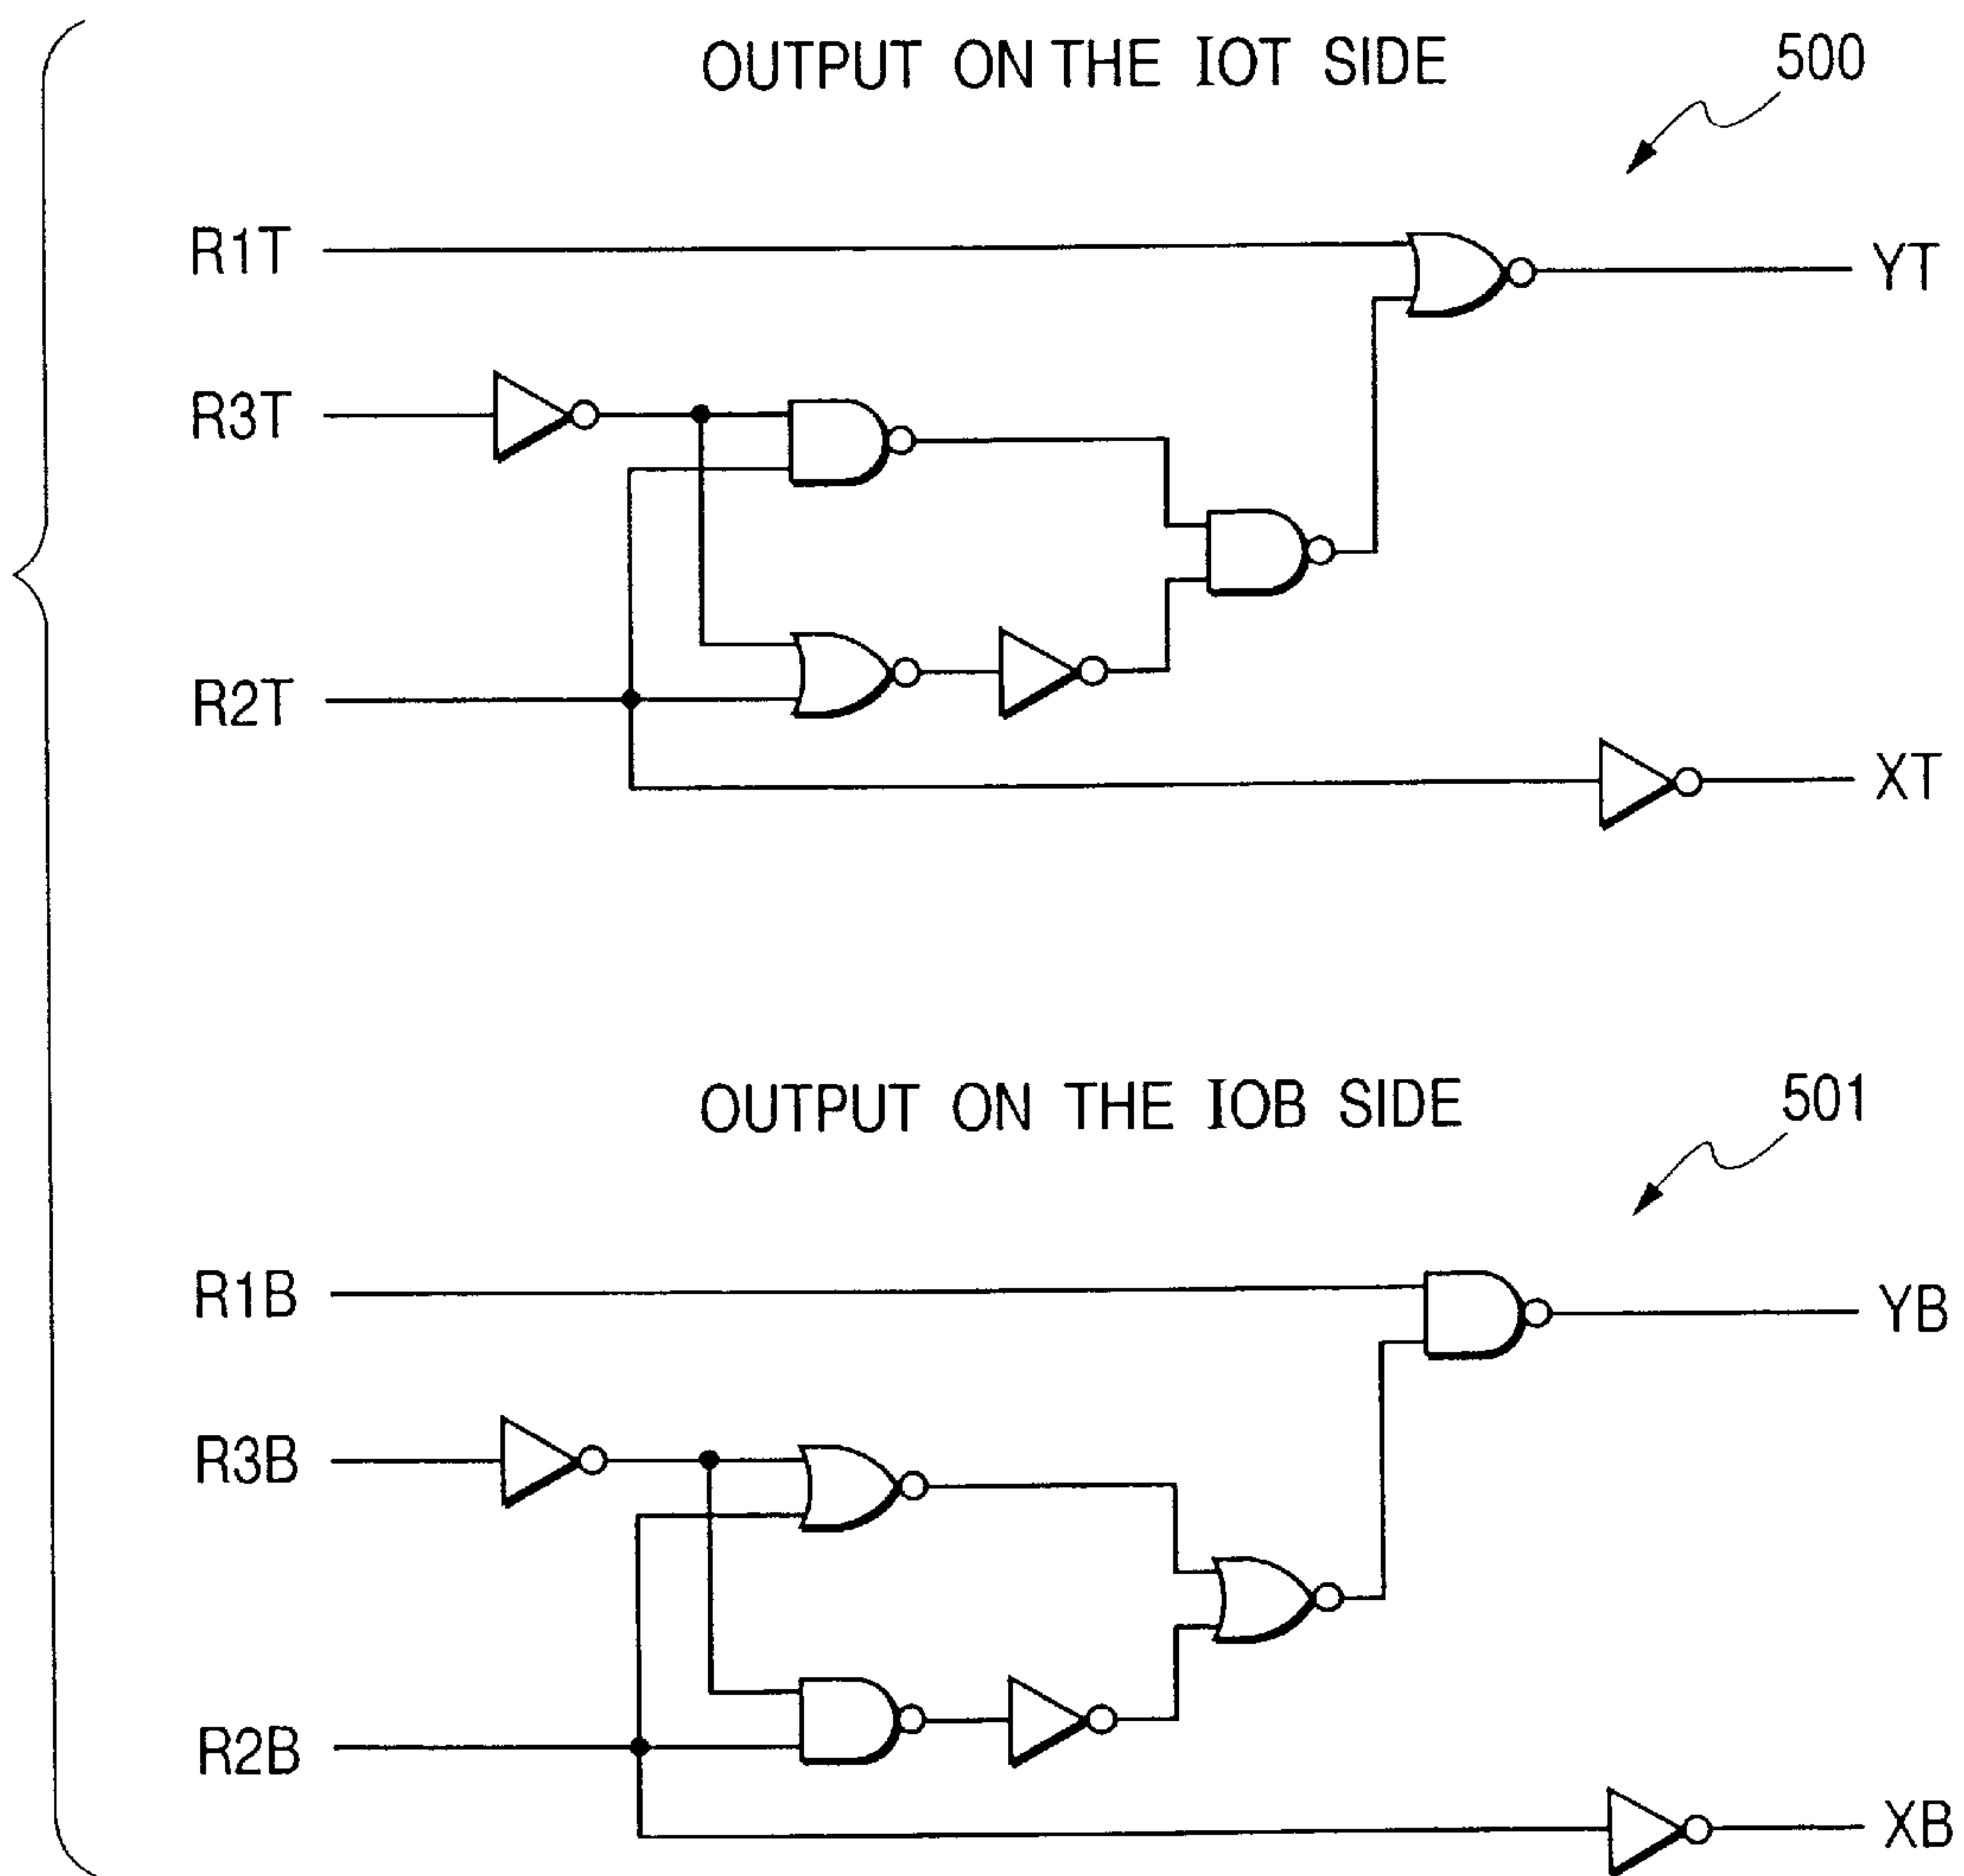 OUTPUT ON THE IOT SIDE
500
R1T
YT
R3T
R2T
XT
OUTPUT ON THE IOB SIDE
501
R1B
YB
R3B
R2B
XB